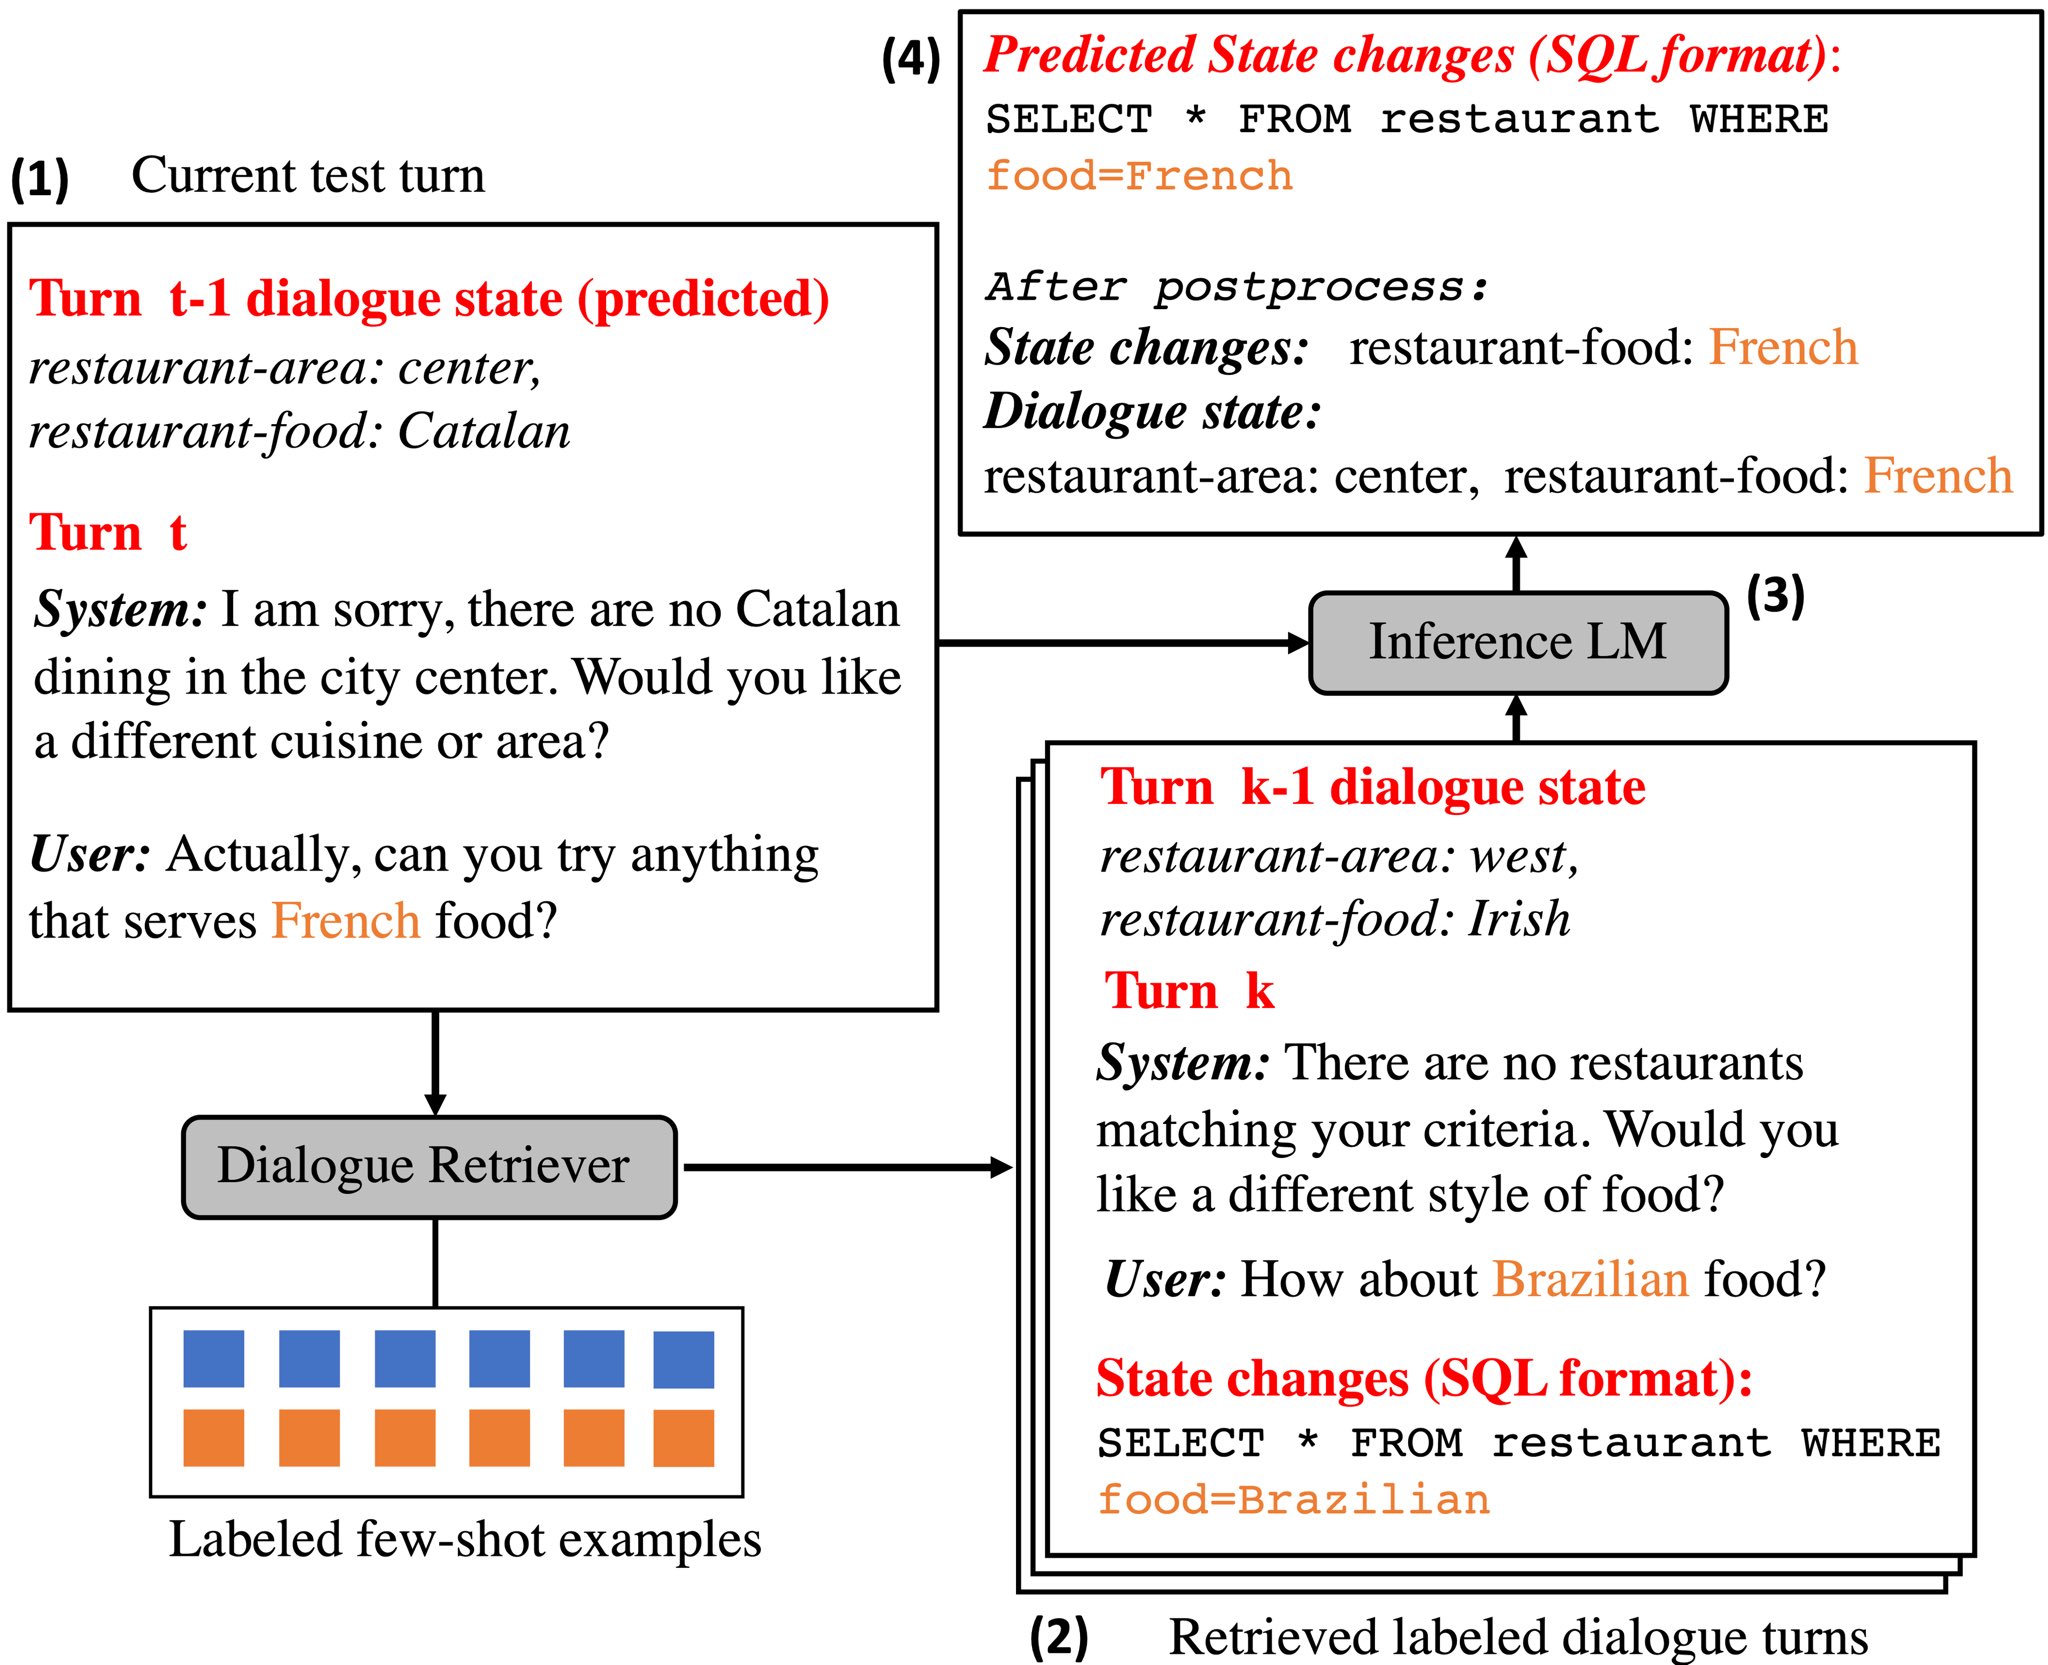 (1) Current test turn
Turn t-1 dialogue state (predicted)
restaurant-area: center,
restaurant-food: Catalan
Turn t
System: I am sorry, there are no Catalan
dining in the city center. Would you like
a different cuisine or area?
User: Actually, can you try anything
that serves French food?
Dialogue Retriever
Labeled few-shot examples
(2) Retrieved labeled dialogue turns
Turn k-1 dialogue state
restaurant-area: west,
restaurant-food: Irish
Turn k
System: There are no restaurants
matching your criteria. Would you
like a different style of food?
User: How about Brazilian food?
State changes (SQL format):
SELECT * FROM restaurant WHERE
food=Brazilian
(3)
Inference LM
(4)
Predicted State changes (SQL format):
SELECT * FROM restaurant WHERE
food=French
After postprocess:
State changes: restaurant-food: French
Dialogue state:
restaurant-area: center, restaurant-food: French